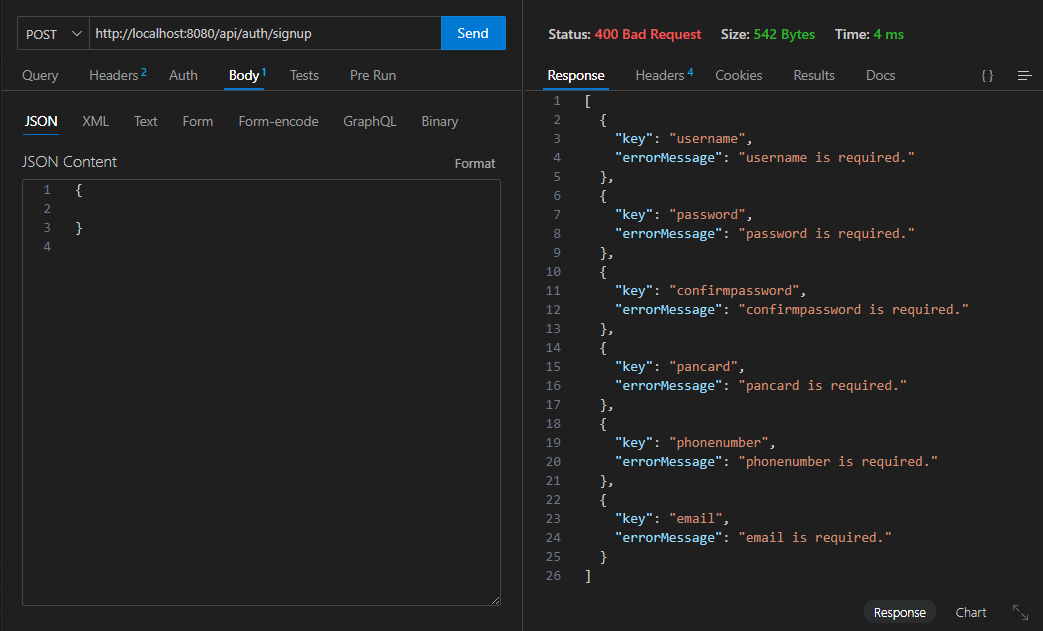 POST http://localhost:8080/api/auth/signup Send
Query Headers 2 Auth Body 1 Tests Pre Run
JSON XML Text Form Form-encode GraphQL Binary
JSON Content Format
1 {
2
3 }
4
Status: 400 Bad Request Size: 542 Bytes Time: 4 ms
Response Headers 4 Cookies Results Docs {}
1 [
2 {
3 "key": "username",
4 "errorMessage": "username is required."
5 },
6 {
7 "key": "password",
8 "errorMessage": "password is required."
9 },
10 {
11 "key": "confirmpassword",
12 "errorMessage": "confirmpassword is required."
13 },
14 {
15 "key": "pancard",
16 "errorMessage": "pancard is required."
17 },
18 {
19 "key": "phonenumber",
20 "errorMessage": "phonenumber is required."
21 },
22 {
23 "key": "email",
24 "errorMessage": "email is required."
25 }
26 ]
Response Chart